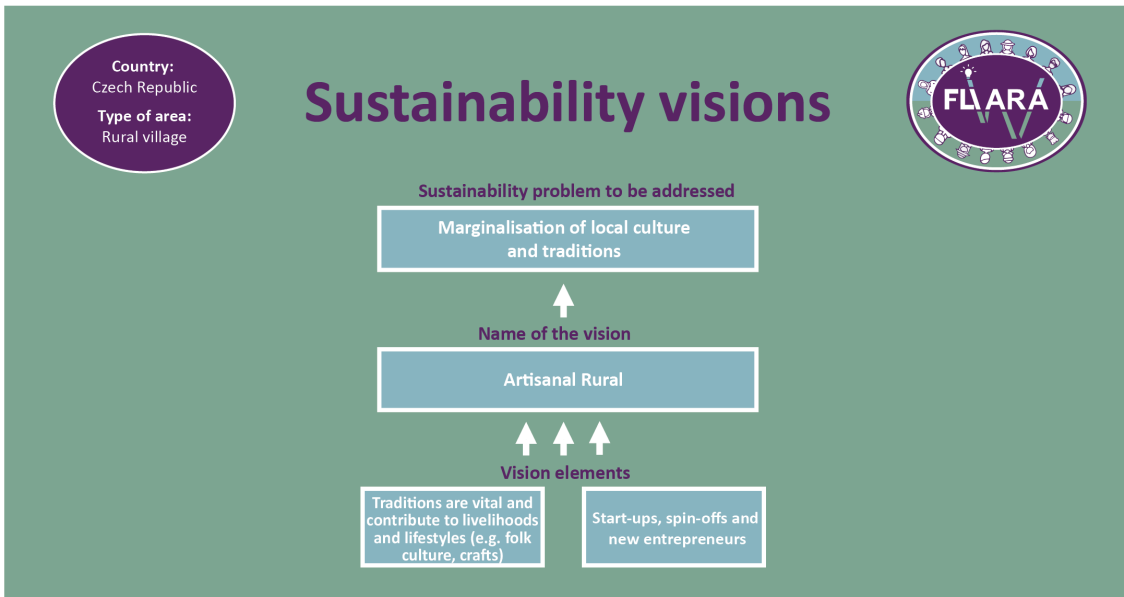 Country:
Czech Republic
Type of area:
Rural village
Sustainability visions
FLIARA
Sustainability problem to be addressed
Marginalisation of local culture
and traditions
Name of the vision
Artisanal Rural
Vision elements
Traditions are vital and
contribute to livelihoods
and lifestyles (e.g. folk
culture, crafts)
Start-ups, spin-offs and
new entrepreneurs